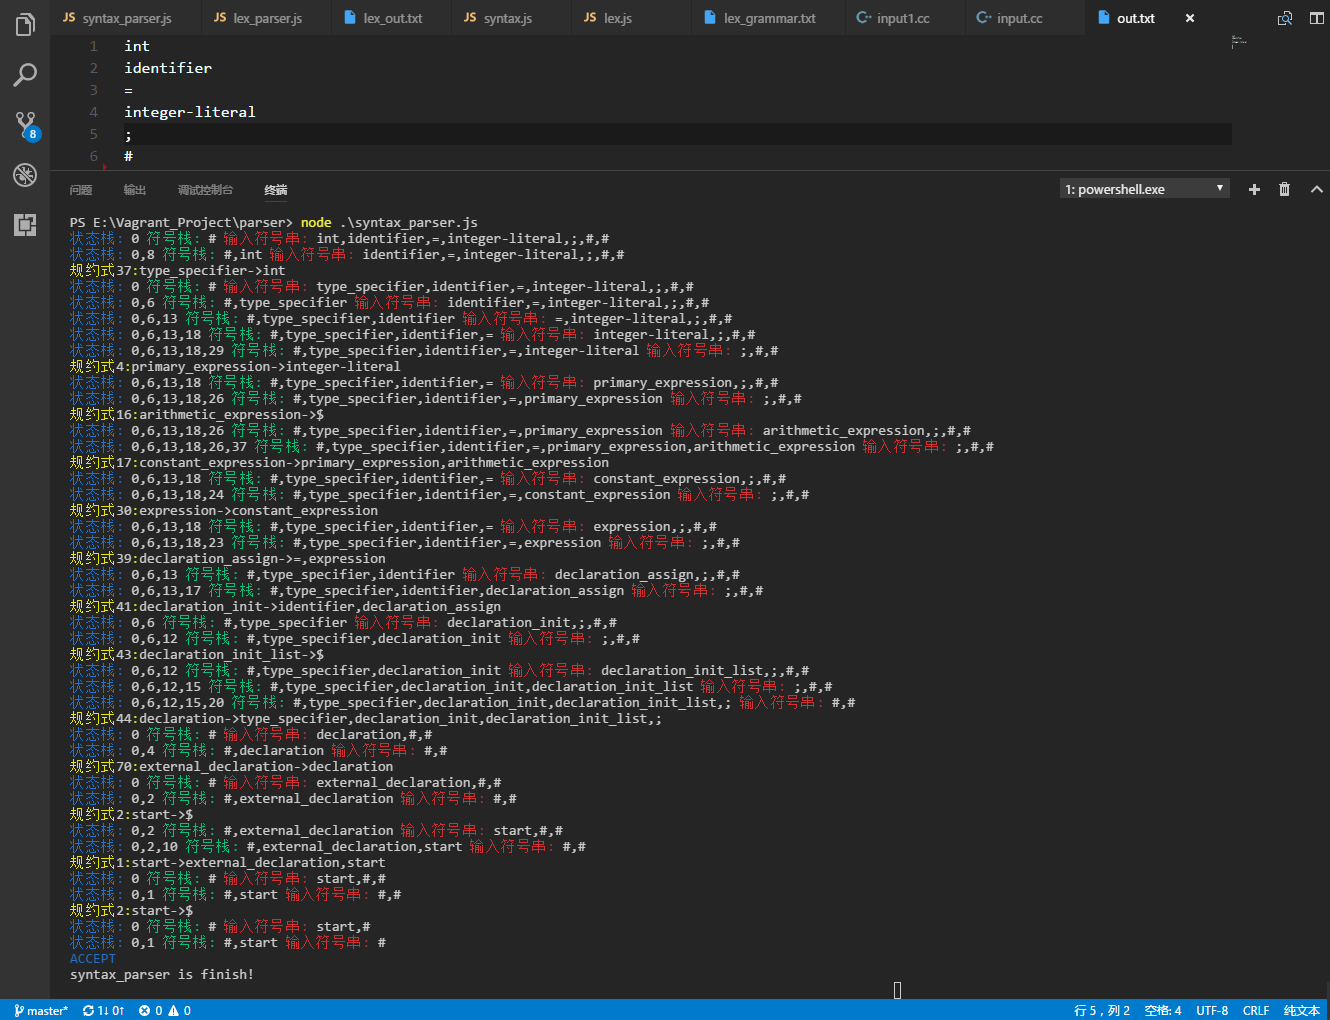 JS syntax_parser.js JS lex_parser.js lex_out.txt JS syntax.js JS lex.js lex_grammar.txt C++ input1.cc C++ input.cc out.txt ×
1 int
2 identifier
3 =
4 integer-literal
5 ;
6 #
8
问题 输出 调试控制台 终端 1: powershell.exe
PS E:\Vagrant_Project\parser> node .\syntax_parser.js
状态栈: 0 符号栈: # 输入符号串: int,identifier,=,integer-literal,;,#,#
状态栈: 0,8 符号栈: #,int 输入符号串: identifier,=,integer-literal,;,#,#
规约式37:type_specifier->int
状态栈: 0 符号栈: # 输入符号串: type_specifier,identifier,=,integer-literal,;,#,#
状态栈: 0,6 符号栈: #,type_specifier 输入符号串: identifier,=,integer-literal,;,#,#
状态栈: 0,6,13 符号栈: #,type_specifier,identifier 输入符号串: =,integer-literal,;,#,#
状态栈: 0,6,13,18 符号栈: #,type_specifier,identifier,= 输入符号串: integer-literal,;,#,#
状态栈: 0,6,13,18,29 符号栈: #,type_specifier,identifier,=,integer-literal 输入符号串: ;,#,#
规约式4:primary_expression->integer-literal
状态栈: 0,6,13,18 符号栈: #,type_specifier,identifier,= 输入符号串: primary_expression,;,#,#
状态栈: 0,6,13,18,26 符号栈: #,type_specifier,identifier,=,primary_expression 输入符号串: ;,#,#
规约式16:arithmetic_expression->$
状态栈: 0,6,13,18,26 符号栈: #,type_specifier,identifier,=,primary_expression 输入符号串: arithmetic_expression,;,#,#
状态栈: 0,6,13,18,26,37 符号栈: #,type_specifier,identifier,=,primary_expression,arithmetic_expression 输入符号串: ;,#,#
规约式17:constant_expression->primary_expression,arithmetic_expression
状态栈: 0,6,13,18 符号栈: #,type_specifier,identifier,= 输入符号串: constant_expression,;,#,#
状态栈: 0,6,13,18,24 符号栈: #,type_specifier,identifier,=,constant_expression 输入符号串: ;,#,#
规约式30:expression->constant_expression
状态栈: 0,6,13,18 符号栈: #,type_specifier,identifier,= 输入符号串: expression,;,#,#
状态栈: 0,6,13,18,23 符号栈: #,type_specifier,identifier,=,expression 输入符号串: ;,#,#
规约式39:declaration_assign->=,expression
状态栈: 0,6,13 符号栈: #,type_specifier,identifier 输入符号串: declaration_assign,;,#,#
状态栈: 0,6,13,17 符号栈: #,type_specifier,identifier,declaration_assign 输入符号串: ;,#,#
规约式41:declaration_init->identifier,declaration_assign
状态栈: 0,6 符号栈: #,type_specifier 输入符号串: declaration_init,;,#,#
状态栈: 0,6,12 符号栈: #,type_specifier,declaration_init 输入符号串: ;,#,#
规约式43:declaration_init_list->$
状态栈: 0,6,12 符号栈: #,type_specifier,declaration_init 输入符号串: declaration_init_list,;,#,#
状态栈: 0,6,12,15 符号栈: #,type_specifier,declaration_init,declaration_init_list 输入符号串: ;,#,#
状态栈: 0,6,12,15,20 符号栈: #,type_specifier,declaration_init,declaration_init_list,; 输入符号串: #,#
规约式44:declaration->type_specifier,declaration_init,declaration_init_list,;
状态栈: 0 符号栈: # 输入符号串: declaration,#,#
状态栈: 0,4 符号栈: #,declaration 输入符号串: #,#
规约式70:external_declaration->declaration
状态栈: 0 符号栈: # 输入符号串: external_declaration,#,#
状态栈: 0,2 符号栈: #,external_declaration 输入符号串: #,#
规约式2:start->$
状态栈: 0,2 符号栈: #,external_declaration 输入符号串: start,#,#
状态栈: 0,2,10 符号栈: #,external_declaration,start 输入符号串: #,#
规约式1:start->external_declaration,start
状态栈: 0 符号栈: # 输入符号串: start,#,#
状态栈: 0,1 符号栈: #,start 输入符号串: #,#
规约式2:start->$
状态栈: 0 符号栈: # 输入符号串: start,#
状态栈: 0,1 符号栈: #,start 输入符号串: #
ACCEPT
syntax_parser is finish!
master* 1↓ 0↑ 0 0 行 5，列 2 空格: 4 UTF-8 CRLF 纯文本